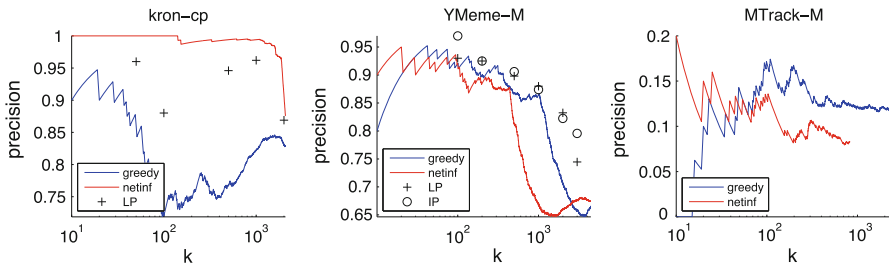 kron-cp
precision
1
0.95
0.9
0.85
0.8
0.75
greedy
netinf
LP
10^1
10^2
10^3
k
YMeme-M
precision
0.95
0.9
0.85
0.8
0.75
0.7
0.65
greedy
netinf
LP
IP
10^2
10^3
k
MTrack-M
precision
0.2
0.15
0.1
0.05
0
greedy
netinf
10^1
10^2
10^3
k